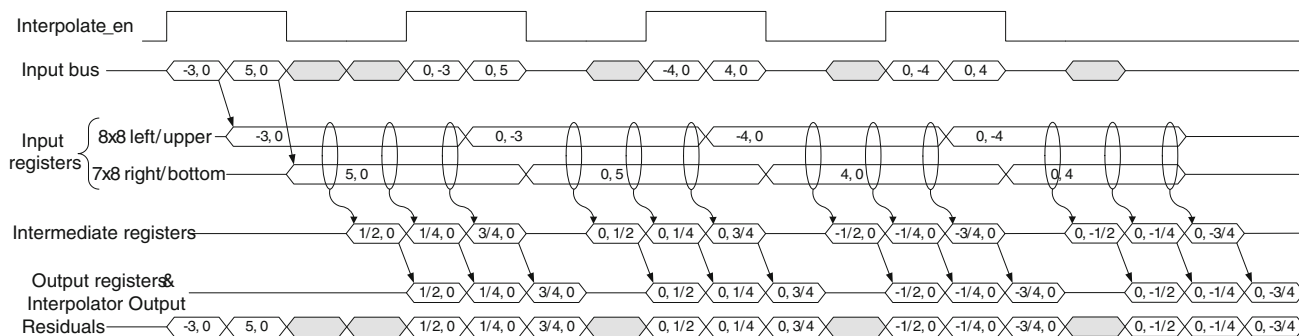 Interpolate_en
Input bus -3, 0 5, 0 0, -3 0, 5 -4, 0 4, 0 0, -4 0, 4
Input registers
8x8 left/upper -3, 0 0, -3 -4, 0 0, -4
7x8 right/bottom 5, 0 0, 5 4, 0 0, 4
Intermediate registers 1/2, 0 1/4, 0 3/4, 0 0, 1/2 0, 1/4 0, 3/4 -1/2, 0 -1/4, 0 -3/4, 0 0, -1/2 0, -1/4 0, -3/4
Output registers&
Interpolator Output 1/2, 0 1/4, 0 3/4, 0 0, 1/2 0, 1/4 0, 3/4 -1/2, 0 -1/4, 0 -3/4, 0 0, -1/2 0, -1/4 0, -3/4
Residuals -3, 0 5, 0 1/2, 0 1/4, 0 3/4, 0 0, 1/2 0, 1/4 0, 3/4 -1/2, 0 -1/4, 0 -3/4, 0 0, -1/2 0, -1/4 0, -3/4